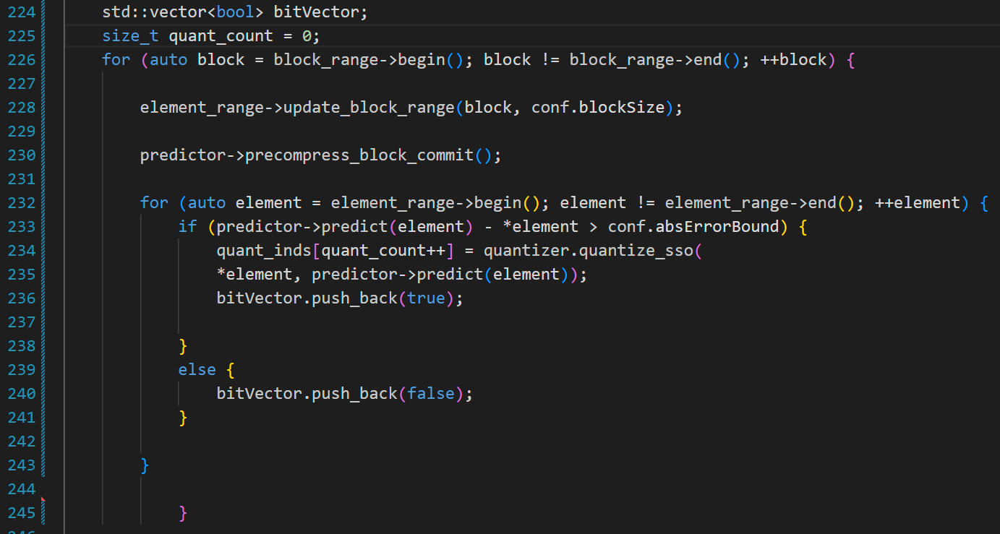 224 std::vector<bool> bitVector;
225 size_t quant_count = 0;
226 for (auto block = block_range->begin(); block != block_range->end(); ++block) {
227
228 element_range->update_block_range(block, conf.blockSize);
229
230 predictor->precompress_block_commit();
231
232 for (auto element = element_range->begin(); element != element_range->end(); ++element) {
233 if (predictor->predict(element) - *element > conf.absErrorBound) {
234 quant_inds[quant_count++] = quantizer.quantize_sso(
235 *element, predictor->predict(element));
236 bitVector.push_back(true);
237
238 }
239 else {
240 bitVector.push_back(false);
241 }
242
243 }
244
245 }